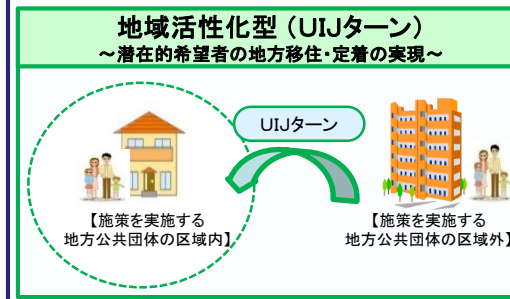 地域活性化型（UIJターン）
～潜在的希望者の地方移住・定着の実現～
UIJターン
【施策を実施する
地方公共団体の区域内】
【施策を実施する
地方公共団体の区域外】